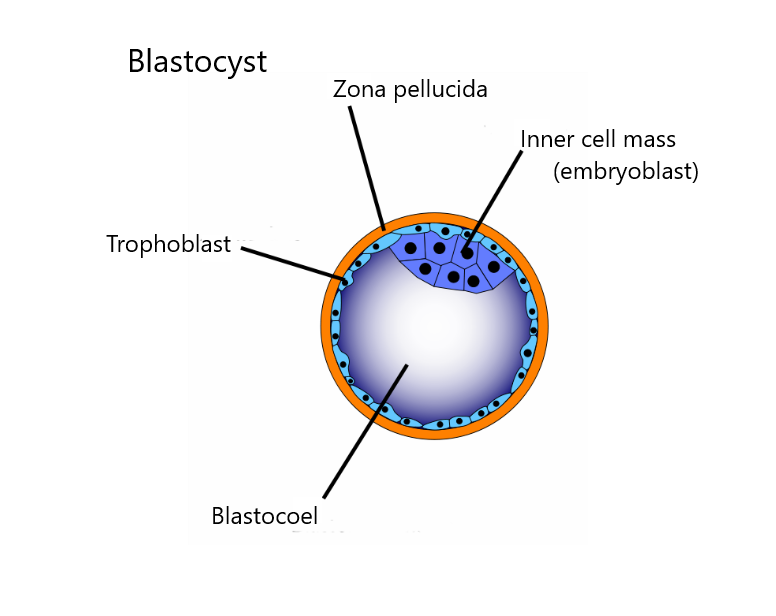 Blastocyst
Zona pellucida
Inner cell mass
(embryoblast)
Trophoblast
Blastocoel